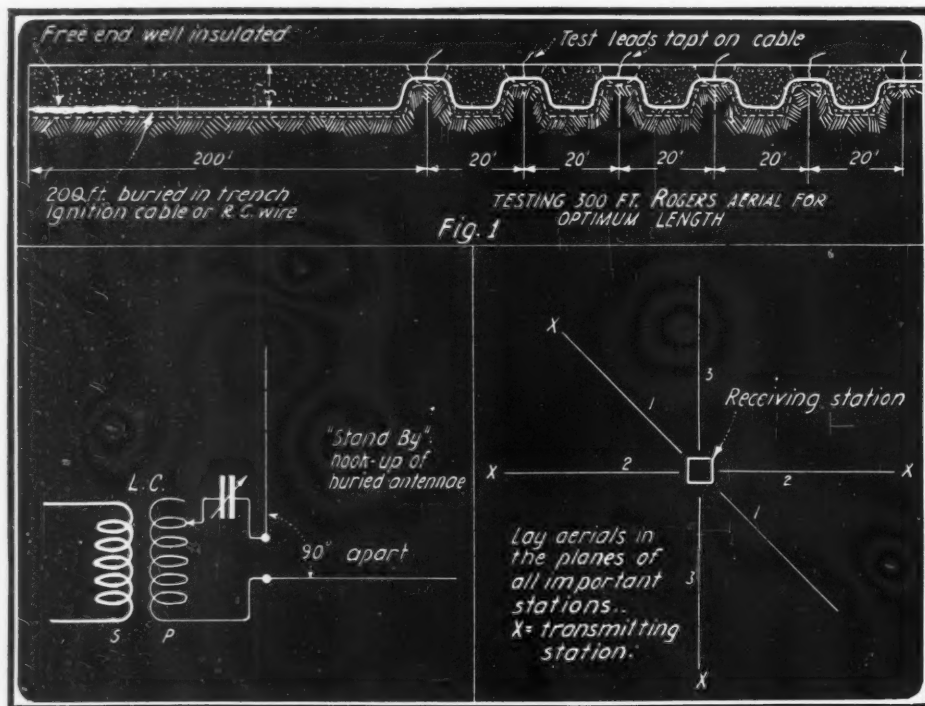 Free end well insulated
Test leads tapt on cable
3'
200'
20'
20'
20'
20'
20'
200 ft. buried in trench
Ignition cable or R.C. wire
TESTING 300 FT. ROGERS AERIAL FOR
OPTIMUM LENGTH
Fig. 1
"Stand By"
hook-up of
buried antennae
L.C.
90° apart
S
P
X
3
Receiving station
1
X
2
2
X
1
Lay aerials in
the planes of
all important
stations..
X= transmitting
station.
3
X